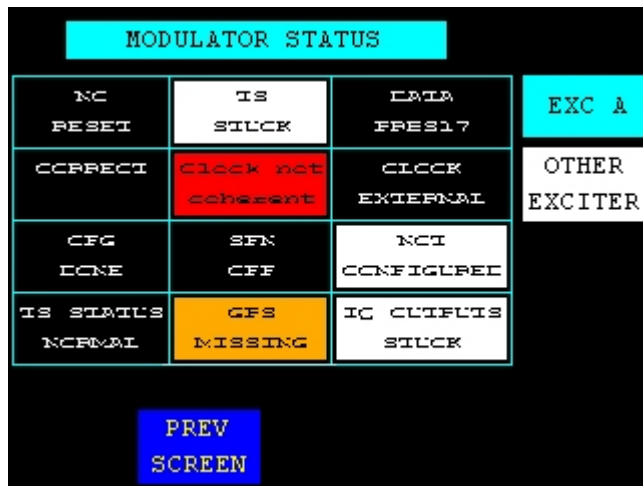 MODULATOR STATUS
NO
RESET
TS
STUCK
DATA
PRES17
EXC A
CORRECT
Clock not
coherent
CLOCK
EXTERNAL
OTHER
EXCITER
CFG
DONE
SFN
OFF
NOT
CONFIGURED
TS STATUS
NORMAL
GPS
MISSING
IQ OUTPUTS
STUCK
PREV
SCREEN